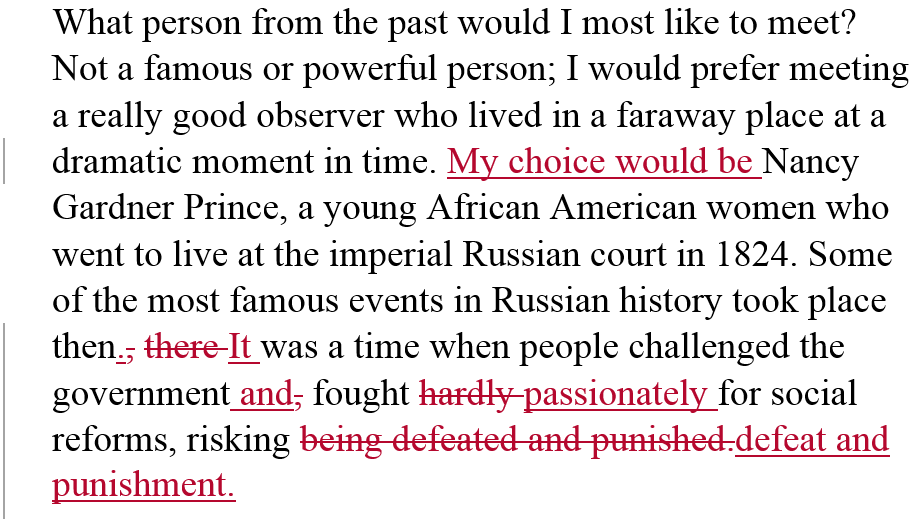 What person from the past would I most like to meet?
Not a famous or powerful person; I would prefer meeting
a really good observer who lived in a faraway place at a
dramatic moment in time. My choice would be Nancy
Gardner Prince, a young African American women who
went to live at the imperial Russian court in 1824. Some
of the most famous events in Russian history took place
then., there It was a time when people challenged the
government and, fought hardly passionately for social
reforms, risking being defeated and punished.defeat and
punishment.